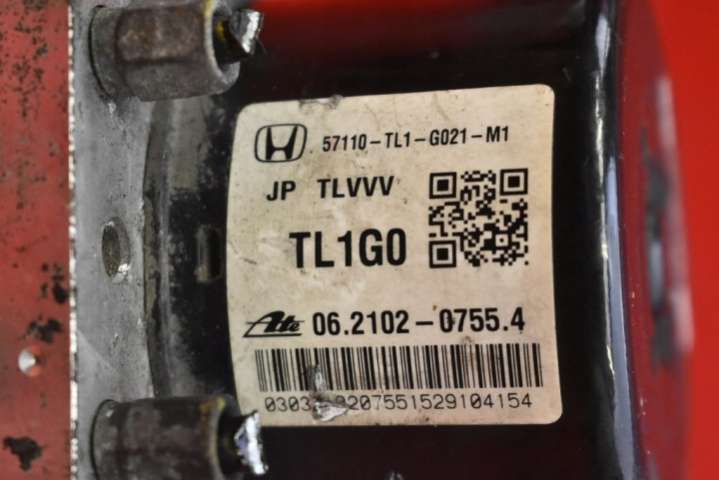 57110-TL1-G021-M1
JP TLVVV
TL1G0
Ate 06.2102-0755.4